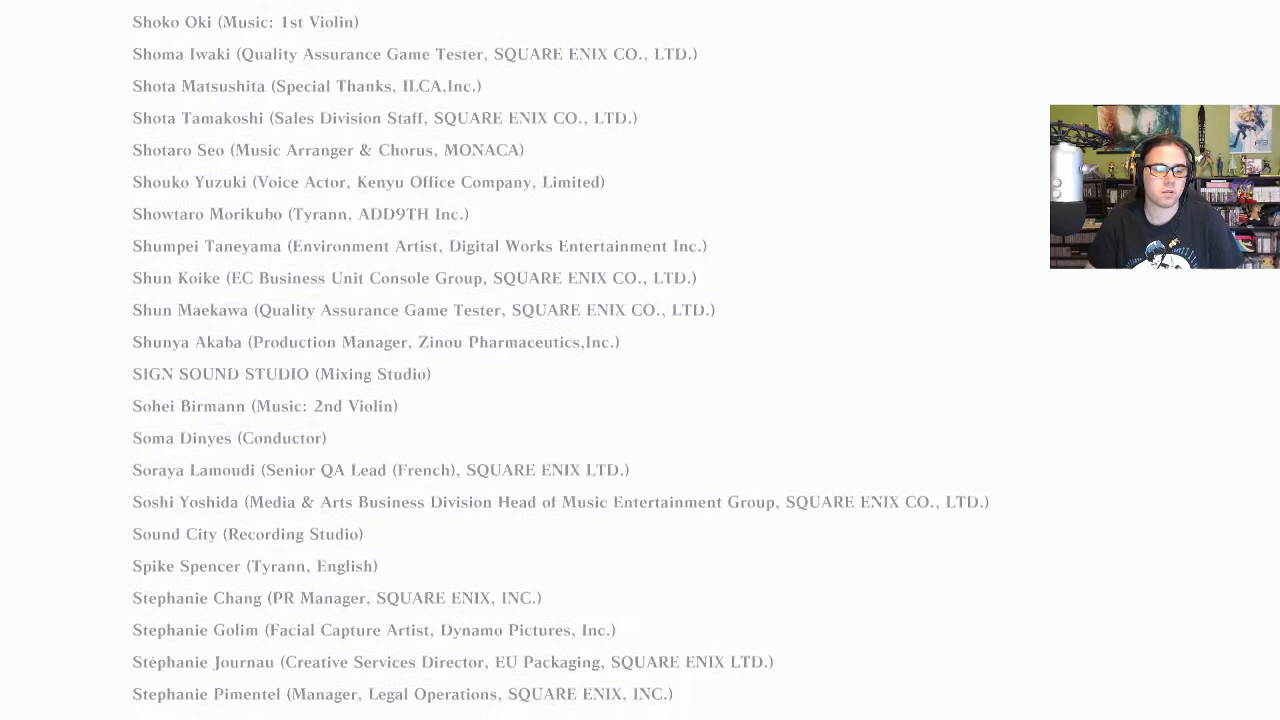 Shoko Oki (Music: 1st Violin)
Shoma Iwaki (Quality Assurance Game Tester, SQUARE ENIX CO., LTD.)
Shota Matsushita (Special Thanks, ILCA,Inc.)
Shota Tamakoshi (Sales Division Staff, SQUARE ENIX CO., LTD.)
Shotaro Seo (Music Arranger & Chorus, MONACA)
Shouko Yuzuki (Voice Actor, Kenyu Office Company, Limited)
Showtaro Morikubo (Tyrann, ADD9TH Inc.)
Shumpei Taneyama (Environment Artist, Digital Works Entertainment Inc.)
Shun Koike (EC Business Unit Console Group, SQUARE ENIX CO., LTD.)
Shun Maekawa (Quality Assurance Game Tester, SQUARE ENIX CO., LTD.)
Shunya Akaba (Production Manager, Zinou Pharmaceutics,Inc.)
SIGN SOUND STUDIO (Mixing Studio)
Sohei Birmann (Music: 2nd Violin)
Soma Dinyes (Conductor)
Soraya Lamoudi (Senior QA Lead (French), SQUARE ENIX LTD.)
Soshi Yoshida (Media & Arts Business Division Head of Music Entertainment Group, SQUARE ENIX CO., LTD.)
Sound City (Recording Studio)
Spike Spencer (Tyrann, English)
Stephanie Chang (PR Manager, SQUARE ENIX, INC.)
Stephanie Golim (Facial Capture Artist, Dynamo Pictures, Inc.)
Stéphanie Journau (Creative Services Director, EU Packaging, SQUARE ENIX LTD.)
Stephanie Pimentel (Manager, Legal Operations, SQUARE ENIX, INC.)